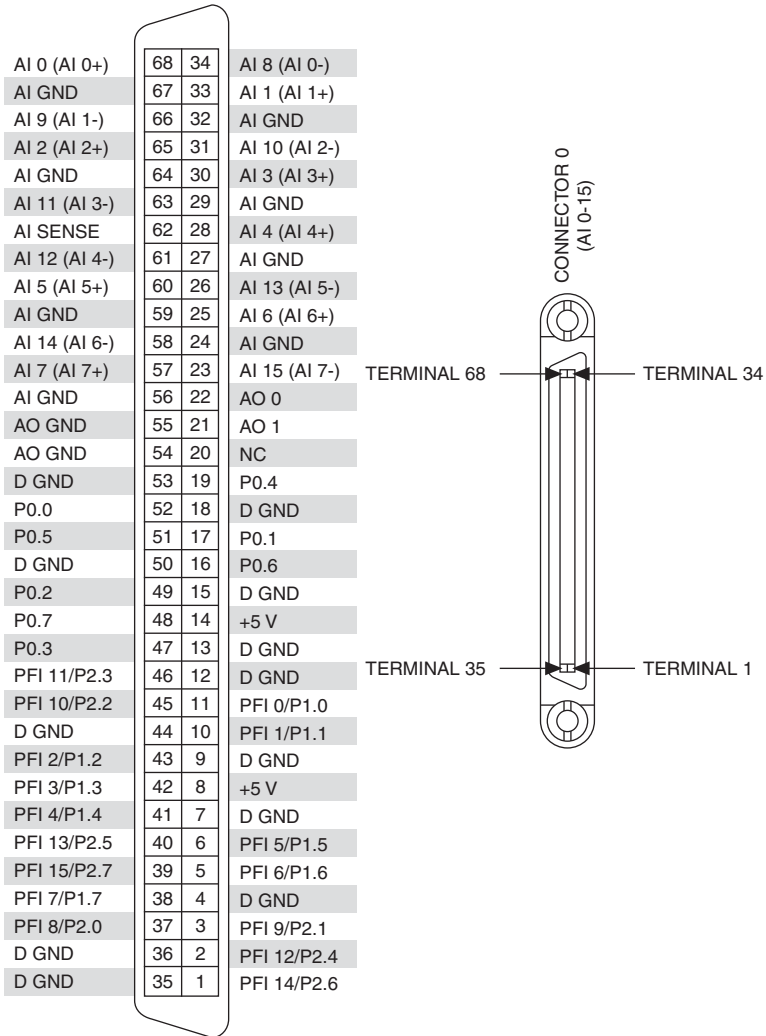 AI 0 (AI 0+) 68 34 AI 8 (AI 0-)
AI GND 67 33 AI 1 (AI 1+)
AI 9 (AI 1-) 66 32 AI GND
AI 2 (AI 2+) 65 31 AI 10 (AI 2-)
AI GND 64 30 AI 3 (AI 3+)
AI 11 (AI 3-) 63 29 AI GND
AI SENSE 62 28 AI 4 (AI 4+)
AI 12 (AI 4-) 61 27 AI GND
AI 5 (AI 5+) 60 26 AI 13 (AI 5-)
AI GND 59 25 AI 6 (AI 6+)
AI 14 (AI 6-) 58 24 AI GND
AI 7 (AI 7+) 57 23 AI 15 (AI 7-)
AI GND 56 22 AO 0
AO GND 55 21 AO 1
AO GND 54 20 NC
D GND 53 19 P0.4
P0.0 52 18 D GND
P0.5 51 17 P0.1
D GND 50 16 P0.6
P0.2 49 15 D GND
P0.7 48 14 +5 V
P0.3 47 13 D GND
PFI 11/P2.3 46 12 D GND
PFI 10/P2.2 45 11 PFI 0/P1.0
D GND 44 10 PFI 1/P1.1
PFI 2/P1.2 43 9 D GND
PFI 3/P1.3 42 8 +5 V
PFI 4/P1.4 41 7 D GND
PFI 13/P2.5 40 6 PFI 5/P1.5
PFI 15/P2.7 39 5 PFI 6/P1.6
PFI 7/P1.7 38 4 D GND
PFI 8/P2.0 37 3 PFI 9/P2.1
D GND 36 2 PFI 12/P2.4
D GND 35 1 PFI 14/P2.6
CONNECTOR 0
(AI 0-15)
TERMINAL 68 TERMINAL 34
TERMINAL 35 TERMINAL 1